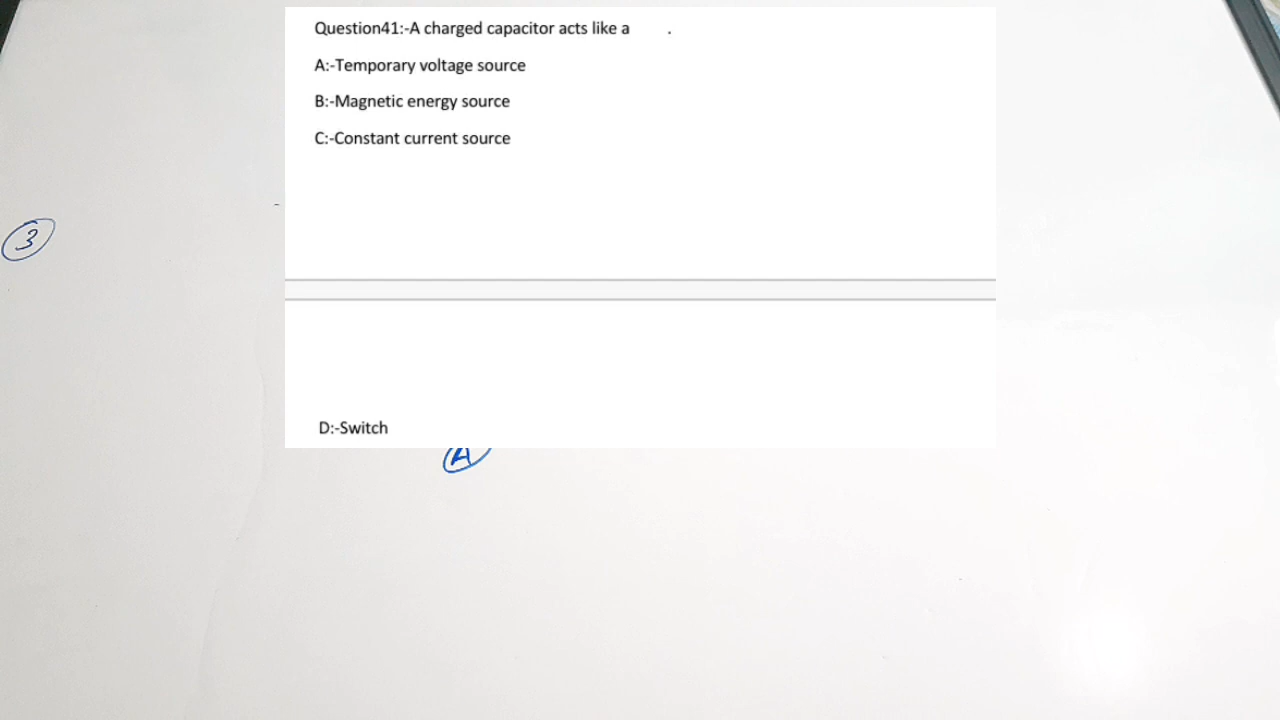 Question41:-A charged capacitor acts like a .
A:-Temporary voltage source
B:-Magnetic energy source
C:-Constant current source
3
D:-Switch
A